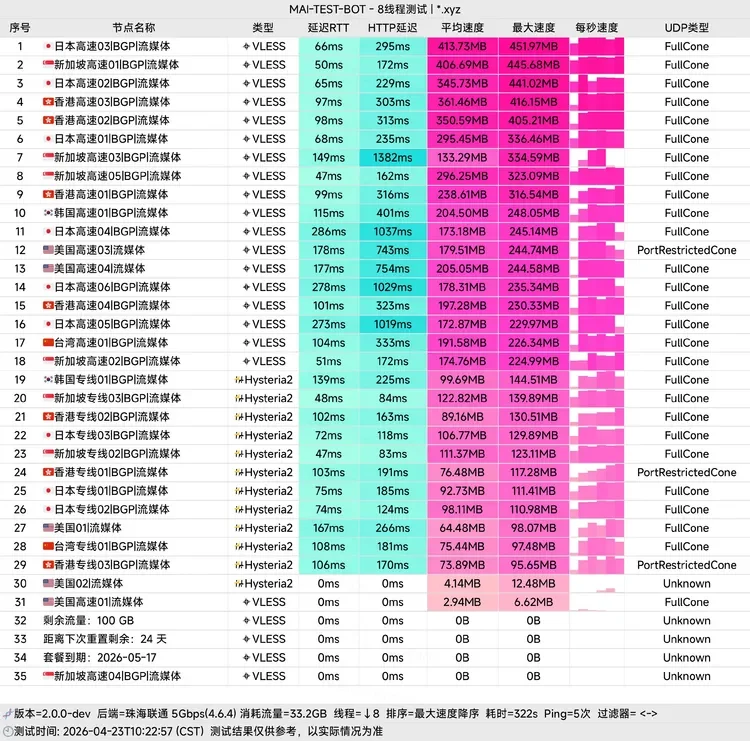 MAI-TEST-BOT - 8线程测试 | *.xyz
序号 节点名称 类型 延迟RTT HTTP延迟 平均速度 最大速度 每秒速度 UDP类型
1 日本高速03|BGP|流媒体 VLESS 66ms 295ms 413.73MB 451.97MB FullCone
2 新加坡高速01|BGP|流媒体 VLESS 50ms 172ms 406.69MB 445.68MB FullCone
3 日本高速02|BGP|流媒体 VLESS 65ms 229ms 345.73MB 441.02MB FullCone
4 香港高速03|BGP|流媒体 VLESS 97ms 303ms 361.46MB 416.15MB FullCone
5 香港高速02|BGP|流媒体 VLESS 98ms 313ms 350.59MB 405.21MB FullCone
6 日本高速01|BGP|流媒体 VLESS 68ms 235ms 295.45MB 336.46MB FullCone
7 新加坡高速03|BGP|流媒体 VLESS 149ms 1382ms 133.29MB 334.59MB FullCone
8 新加坡高速05|BGP|流媒体 VLESS 47ms 162ms 296.25MB 323.09MB FullCone
9 香港高速01|BGP|流媒体 VLESS 99ms 316ms 238.61MB 316.54MB FullCone
10 韩国高速01|BGP|流媒体 VLESS 115ms 401ms 204.50MB 248.05MB FullCone
11 日本高速04|BGP|流媒体 VLESS 286ms 1037ms 173.18MB 245.14MB FullCone
12 美国高速03|流媒体 VLESS 178ms 743ms 179.51MB 244.74MB PortRestrictedCone
13 美国高速04|流媒体 VLESS 177ms 754ms 205.05MB 244.58MB FullCone
14 日本高速06|BGP|流媒体 VLESS 278ms 1029ms 178.31MB 235.34MB FullCone
15 香港高速04|BGP|流媒体 VLESS 101ms 323ms 197.28MB 230.33MB FullCone
16 日本高速05|BGP|流媒体 VLESS 273ms 1019ms 172.87MB 229.97MB FullCone
17 台湾高速01|BGP|流媒体 VLESS 104ms 333ms 191.58MB 226.34MB FullCone
18 新加坡高速02|BGP|流媒体 VLESS 51ms 172ms 174.76MB 224.99MB FullCone
19 韩国专线01|BGP|流媒体 Hysteria2 139ms 225ms 99.69MB 144.51MB FullCone
20 新加坡专线03|BGP|流媒体 Hysteria2 48ms 84ms 122.82MB 139.89MB FullCone
21 香港专线02|BGP|流媒体 Hysteria2 102ms 163ms 89.16MB 130.51MB FullCone
22 日本专线03|BGP|流媒体 Hysteria2 72ms 118ms 106.77MB 129.89MB FullCone
23 新加坡专线02|BGP|流媒体 Hysteria2 47ms 83ms 111.37MB 123.11MB FullCone
24 香港专线01|BGP|流媒体 Hysteria2 103ms 191ms 76.48MB 117.28MB PortRestrictedCone
25 日本专线01|BGP|流媒体 Hysteria2 75ms 185ms 92.73MB 111.41MB FullCone
26 日本专线02|BGP|流媒体 Hysteria2 74ms 124ms 98.11MB 110.98MB FullCone
27 美国01|流媒体 Hysteria2 167ms 266ms 64.48MB 98.07MB FullCone
28 台湾专线01|BGP|流媒体 Hysteria2 108ms 181ms 75.44MB 97.48MB FullCone
29 香港专线03|BGP|流媒体 Hysteria2 106ms 170ms 73.89MB 95.65MB PortRestrictedCone
30 美国02|流媒体 Hysteria2 0ms 0ms 4.14MB 12.48MB Unknown
31 美国高速01|流媒体 VLESS 0ms 0ms 2.94MB 6.62MB FullCone
32 剩余流量：100 GB VLESS 0ms 0ms 0B 0B Unknown
33 距离下次重置剩余：24 天 VLESS 0ms 0ms 0B 0B Unknown
34 套餐到期：2026-05-17 VLESS 0ms 0ms 0B 0B Unknown
35 新加坡高速04|BGP|流媒体 VLESS 0ms 0ms 0B 0B Unknown
版本=2.0.0-dev 后端=珠海联通 5Gbps(4.6.4) 消耗流量=33.2GB 线程=↓8 排序=最大速度降序 耗时=322s Ping=5次 过滤器= <->
测试时间: 2026-04-23T10:22:57 (CST) 测试结果仅供参考，以实际情况为准